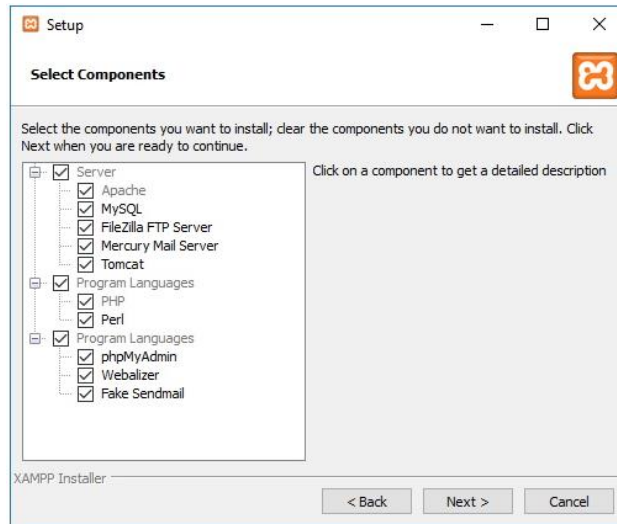 Setup
Select Components
Select the components you want to install; clear the components you do not want to install. Click
Next when you are ready to continue.
Server
Apache
MySQL
FileZilla FTP Server
Mercury Mail Server
Tomcat
Program Languages
PHP
Perl
Program Languages
phpMyAdmin
Webalizer
Fake Sendmail
Click on a component to get a detailed description
XAMPP Installer
< Back
Next >
Cancel